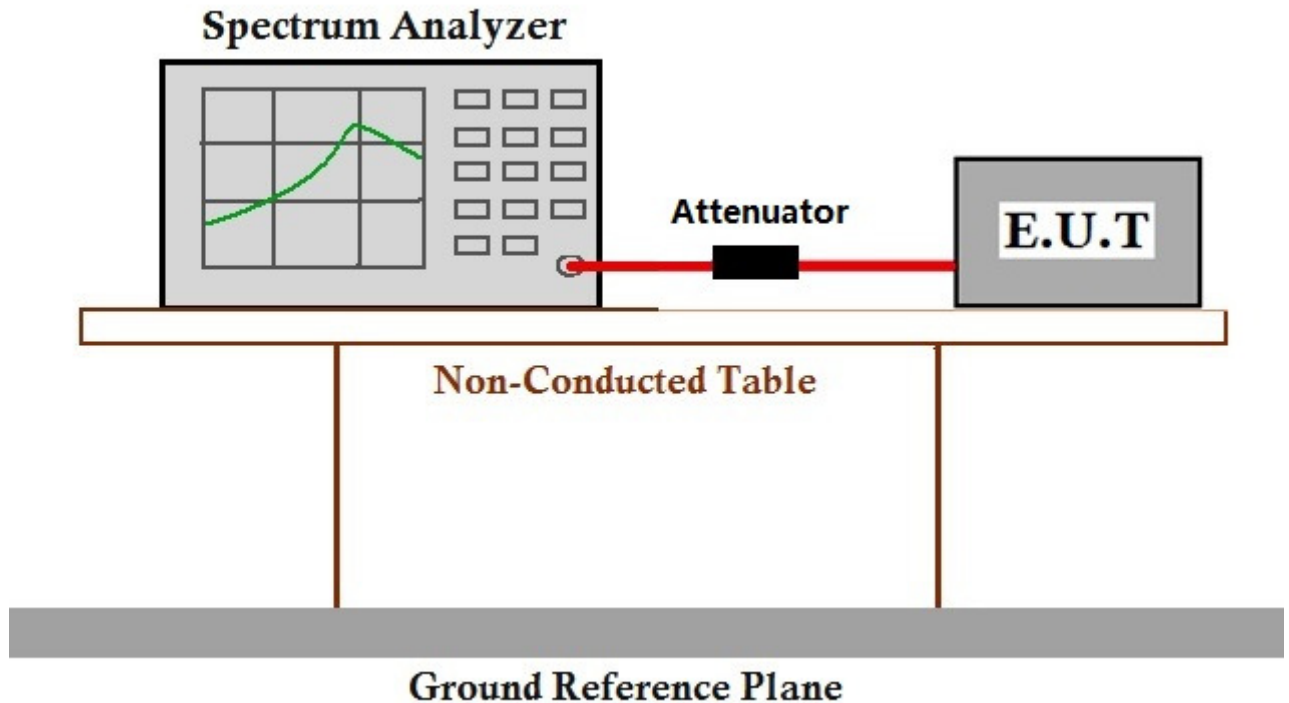 Spectrum Analyzer
Attenuator
E.U.T
Non-Conducted Table
Ground Reference Plane